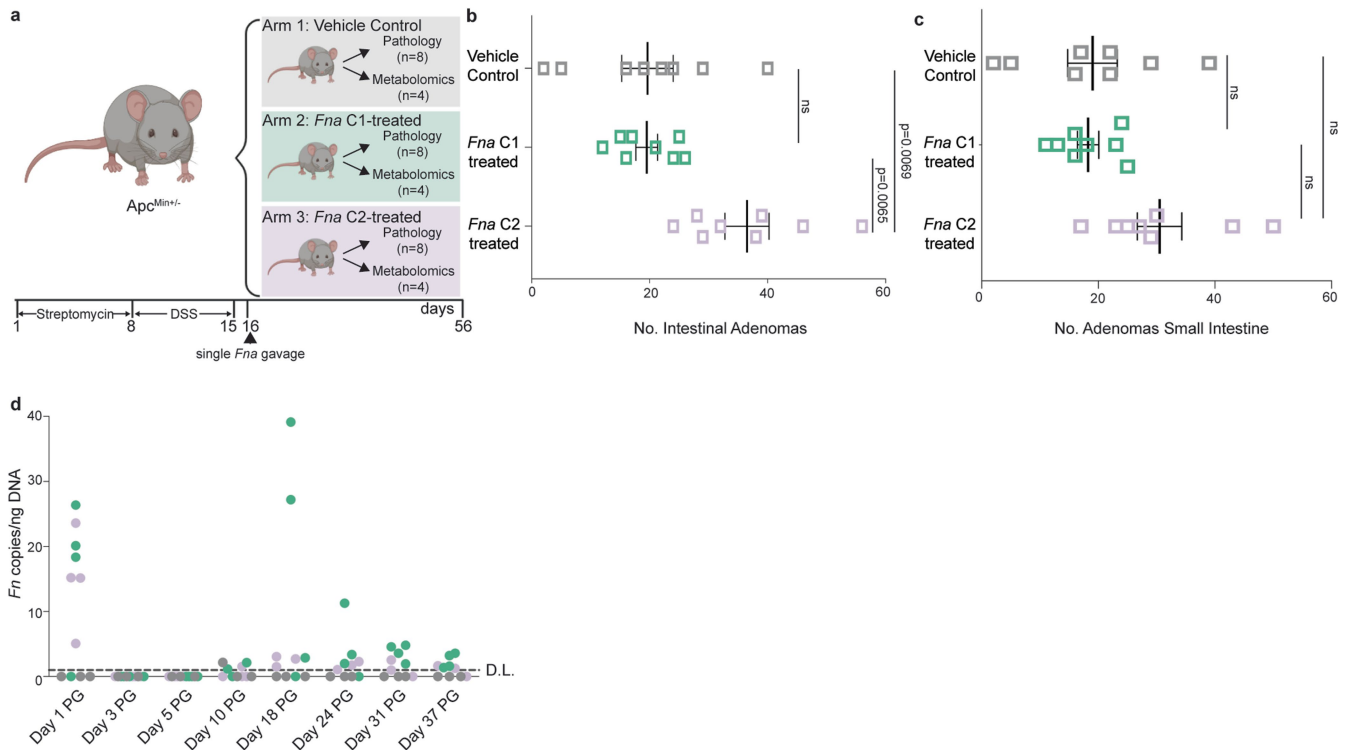 a
Arm 1: Vehicle Control
Pathology
(n=8)
Metabolomics
(n=4)
Arm 2: Fna C1-treated
Pathology
(n=8)
Metabolomics
(n=4)
Arm 3: Fna C2-treated
Pathology
(n=8)
Metabolomics
(n=4)
ApcMin+/-
Streptomycin
DSS
days
1
8
15
16
56
single Fna gavage
b
Vehicle
Control
Fna C1
treated
Fna C2
treated
ns
p=0.0065
p=0.0069
0
20
40
60
No. Intestinal Adenomas
c
Vehicle
Control
Fna C1
treated
Fna C2
treated
ns
ns
ns
0
20
40
60
No. Adenomas Small Intestine
d
Fn copies/ng DNA
40
30
20
10
0
D.L.
Day 1 PG
Day 3 PG
Day 5 PG
Day 10 PG
Day 18 PG
Day 24 PG
Day 31 PG
Day 37 PG